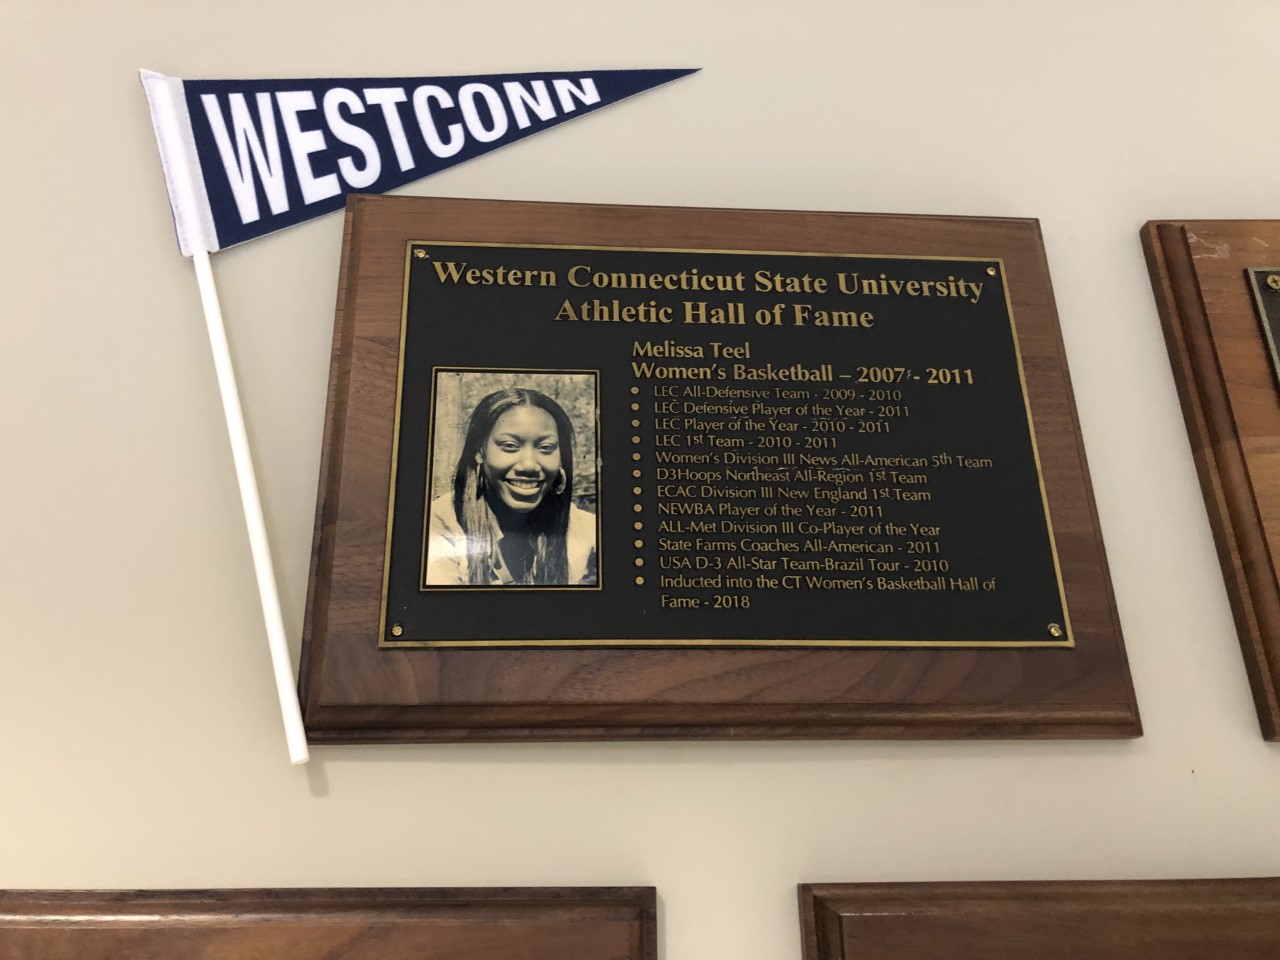 WESTCONN
Western Connecticut State University
Athletic Hall of Fame
Melissa Teel
Women's Basketball – 2007 - 2011
LEC All-Defensive Team - 2009 - 2010
LEC Defensive Player of the Year - 2011
LEC Player of the Year - 2010 - 2011
LEC 1st Team - 2010 - 2011
Women's Division III News All-American 5th Team
D3Hoops Northeast All-Region 1st Team
ECAC Division III New England 1st Team
NEWBA Player of the Year - 2011
ALL-Met Division III Co-Player of the Year
State Farms Coaches All-American - 2011
USA D-3 All-Star Team-Brazil Tour - 2010
Inducted into the CT Women's Basketball Hall of
Fame - 2018